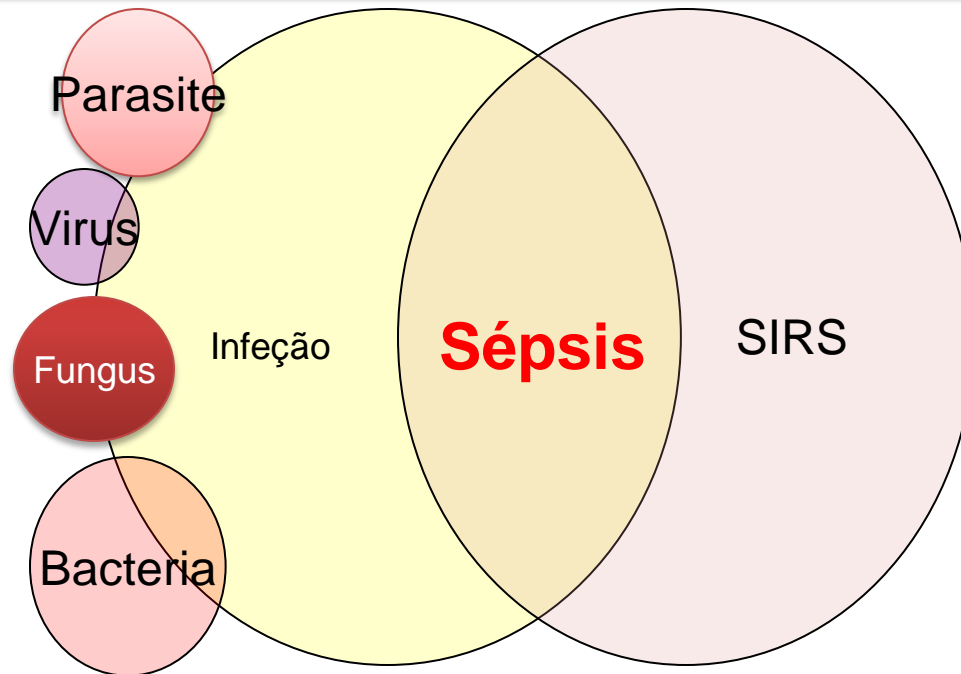 Parasite
Virus
Fungus
Bacteria
Infeção
Sépsis
SIRS